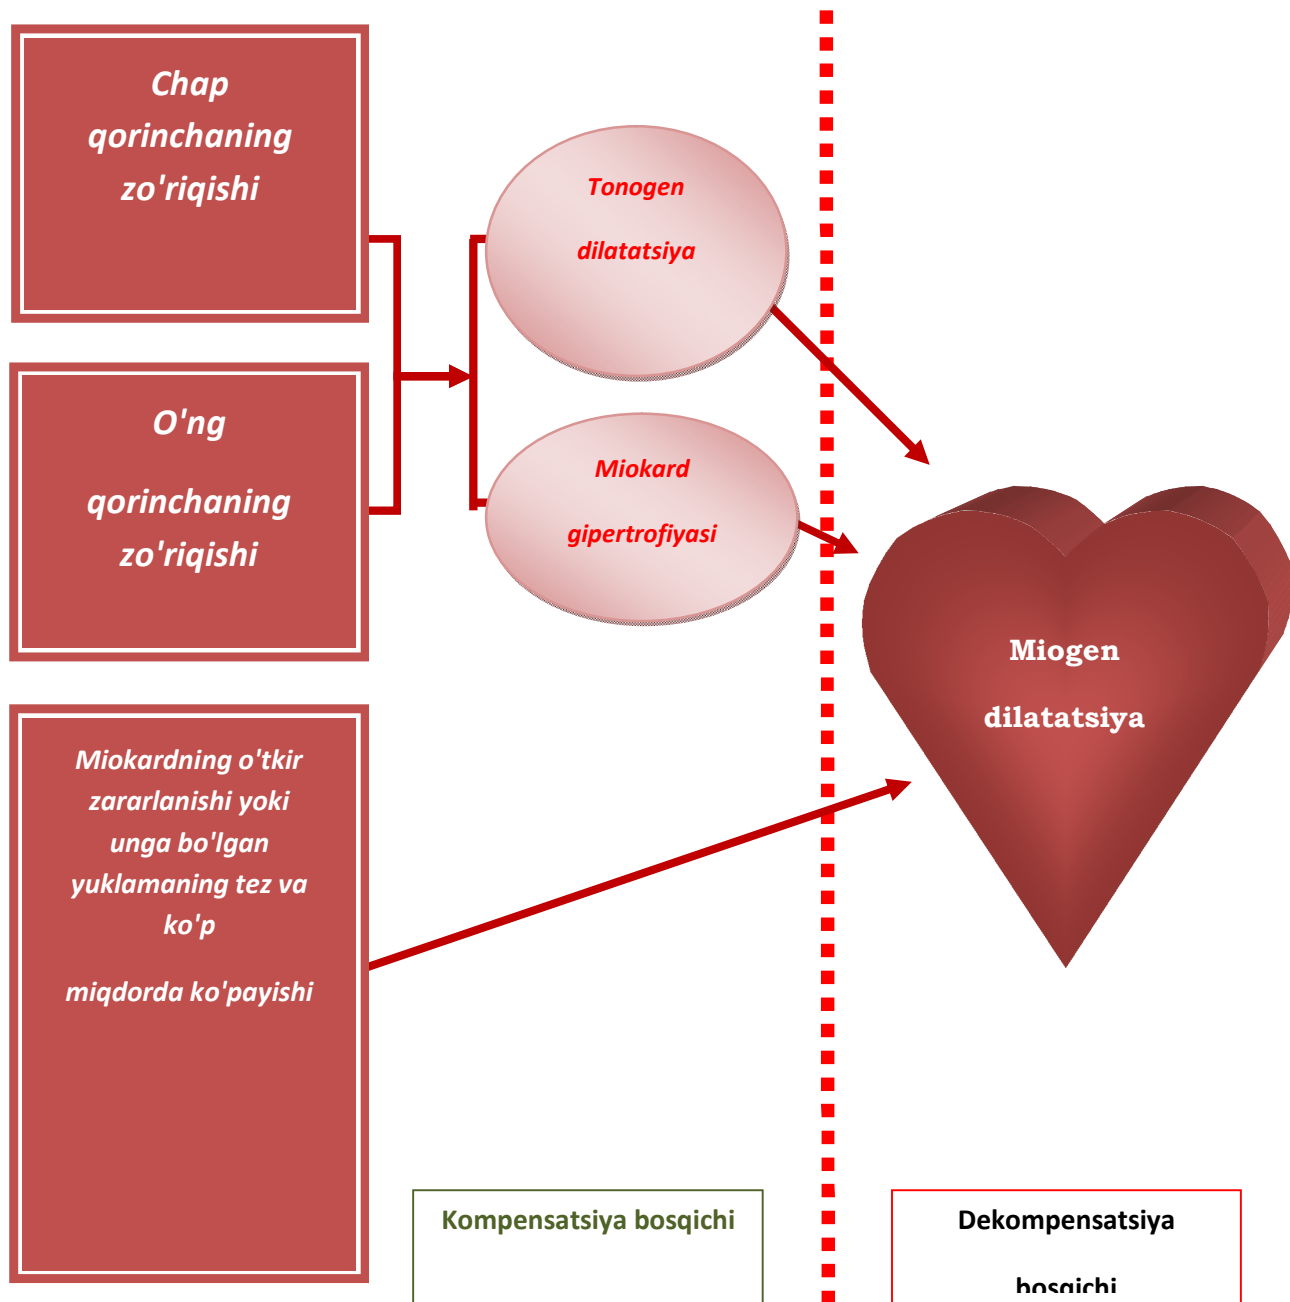 Chap
qorinchaning
zo'riqishi
O'ng
qorinchaning
zo'riqishi
Miokardning o'tkir
zararlanishi yoki
unga bo'lgan
yuklamaning tez va
ko'p
miqdorda ko'payishi
Tonogen
dilatatsiya
Miokard
gipertrofiyasi
Miogen
dilatatsiya
Kompensatsiya bosqichi
Dekompensatsiya
bosqichi